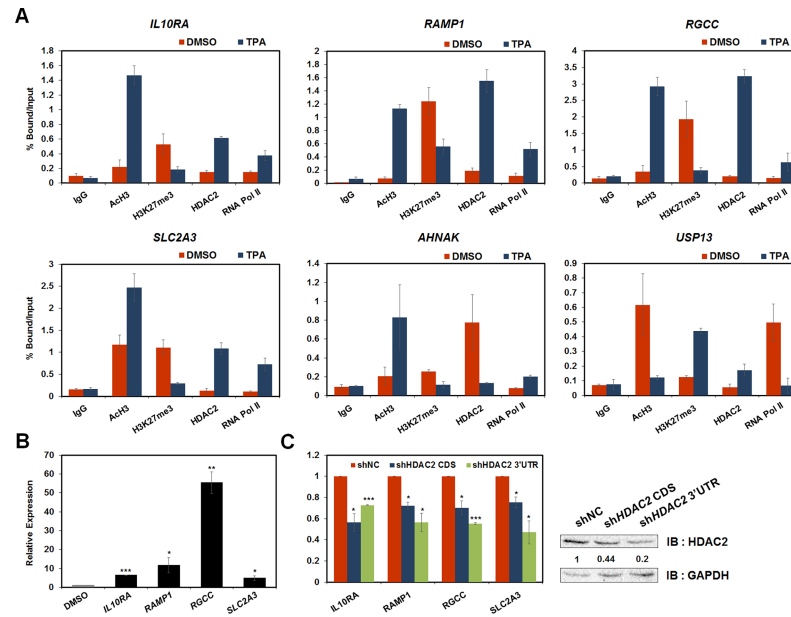 A
IL10RA
DMSO TPA
% Bound/Input
1.8
1.6
1.4
1.2
1
0.8
0.6
0.4
0.2
0
IgG AcH3 H3K27me3 HDAC2 RNA Pol II
RAMP1
DMSO TPA
2
1.8
1.6
1.4
1.2
1
0.8
0.6
0.4
0.2
0
IgG AcH3 H3K27me3 HDAC2 RNA Pol II
RGCC
DMSO TPA
4
3.5
3
2.5
2
1.5
1
0.5
0
IgG AcH3 H3K27me3 HDAC2 RNA Pol II
SLC2A3
DMSO TPA
% Bound/Input
3
2.5
2
1.5
1
0.5
0
IgG AcH3 H3K27me3 HDAC2 RNA Pol II
AHNAK
DMSO TPA
1.4
1.2
1
0.8
0.6
0.4
0.2
0
IgG AcH3 H3K27me3 HDAC2 RNA Pol II
USP13
DMSO TPA
0.9
0.8
0.7
0.6
0.5
0.4
0.3
0.2
0.1
0
IgG AcH3 H3K27me3 HDAC2 RNA Pol II
B
Relative Expression
70
60
50
40
30
20
10
0
*** * ** *
DMSO IL10RA RAMP1 RGCC SLC2A3
C
shNC shHDAC2 CDS shHDAC2 3'UTR
1.2
1
0.8
0.6
0.4
0.2
0
* *** * * * *** * *
IL10RA RAMP1 RGCC SLC2A3
shNC shHDAC2 CDS shHDAC2 3'UTR
IB : HDAC2
1 0.44 0.2
IB : GAPDH